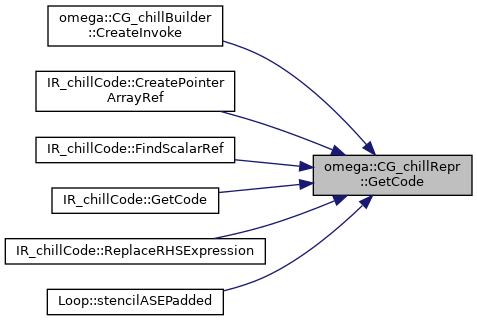 omega::CG_chillBuilder
::CreateInvoke
IR_chillCode::CreatePointer
ArrayRef
IR_chillCode::FindScalarRef
omega::CG_chillRepr
::GetCode
IR_chillCode::GetCode
IR_chillCode::ReplaceRHSExpression
Loop::stencilASEPadded